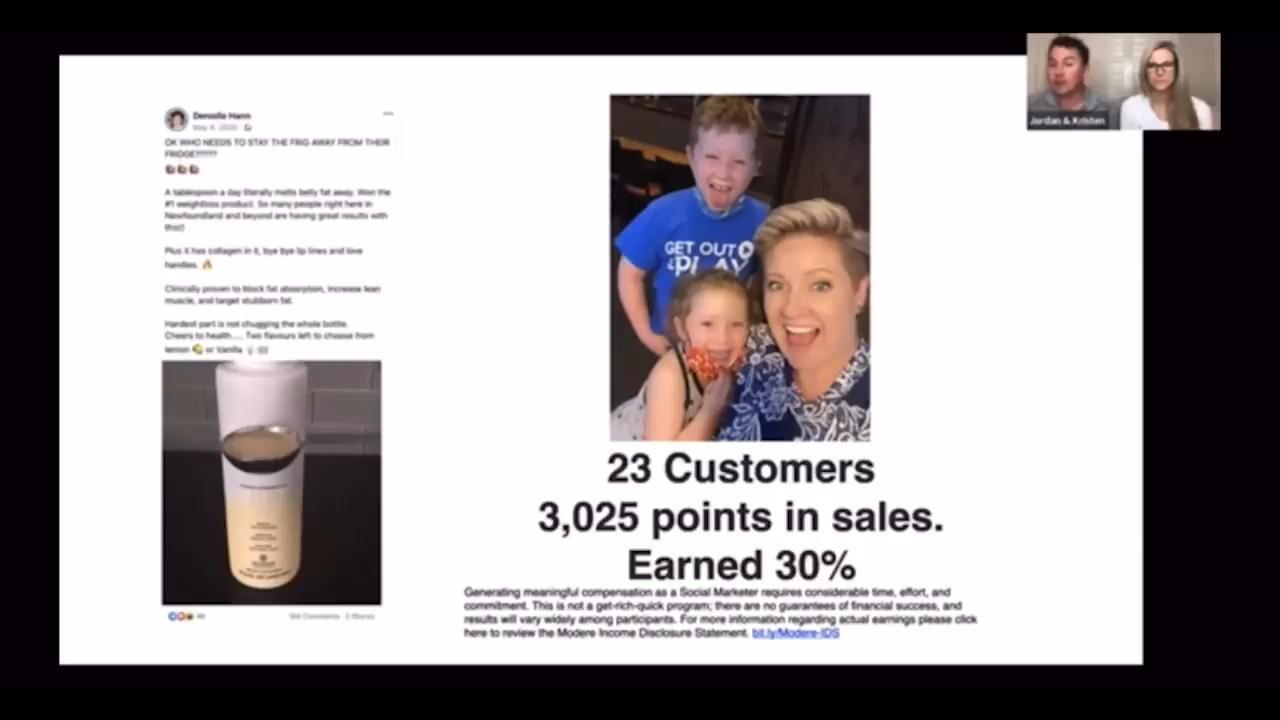 Jordan & Kristen
May 4, 2020
OK WHO NEEDS TO STAY THE FRIG AWAY FROM THEIR
FRIDGE??????
A tablespoon a day literally melts belly fat away. Won the
#1 weightloss product. So many people right here in
Newfoundland and beyond are having great results with
this!)
Plus it has collagen in it, bye bye lip lines and love
handles.
Clinically proven to block fat absorption, increase lean
muscle, and target stubborn fat.
Hardest part is not chugging the whole bottle.
Cheers to health.... Two flavours left to choose from
lemon or Vanilla
Comments 3 Shares
GET OUT
& PLAY
23 Customers
3,025 points in sales.
Earned 30%
Generating meaningful compensation as a Social Marketer requires considerable time, effort, and
commitment. This is not a get-rich-quick program; there are no guarantees of financial success, and
results will vary widely among participants. For more information regarding actual earnings please click
here to review the Modere Income Disclosure Statement. bit.ly/Modere-IDS